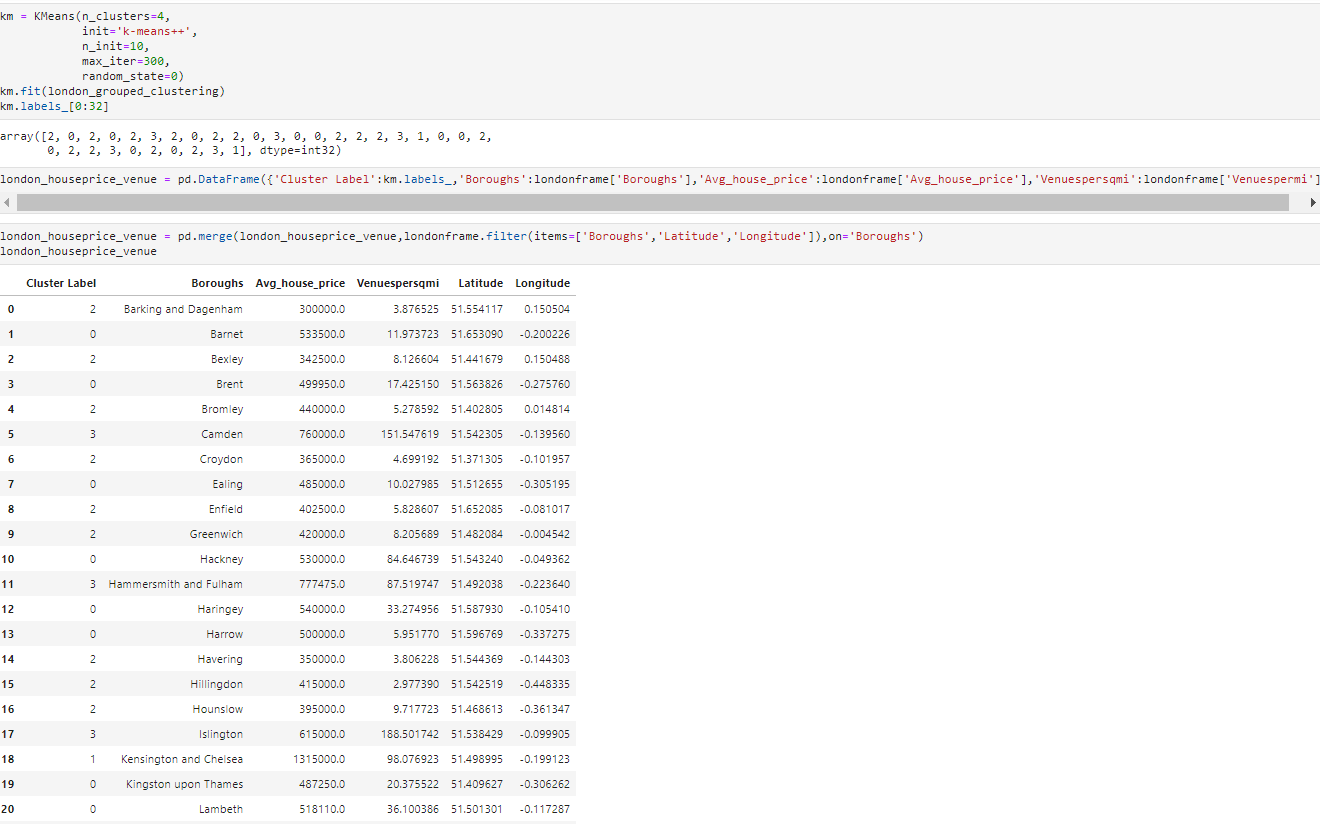 km = KMeans(n_clusters=4,
init='k-means++',
n_init=10,
max_iter=300,
random_state=0)
km.fit(london_grouped_clustering)
km.labels_[0:32]
array([2, 0, 2, 0, 2, 3, 2, 0, 2, 2, 0, 3, 0, 0, 2, 2, 2, 3, 1, 0, 0, 2,
0, 2, 2, 3, 0, 2, 0, 2, 3, 1], dtype=int32)
london_houseprice_venue = pd.DataFrame({'Cluster Label':km.labels_,'Boroughs':londonframe['Boroughs'],'Avg_house_price':londonframe['Avg_house_price'],'Venuespersqmi':londonframe['Venuespermi']
london_houseprice_venue = pd.merge(london_houseprice_venue,londonframe.filter(items=['Boroughs','Latitude','Longitude']),on='Boroughs')
london_houseprice_venue
Cluster Label Boroughs Avg_house_price Venuespersqmi Latitude Longitude
0 2 Barking and Dagenham 300000.0 3.876525 51.554117 0.150504
1 0 Barnet 533500.0 11.973723 51.653090 -0.200226
2 2 Bexley 342500.0 8.126604 51.441679 0.150488
3 0 Brent 499950.0 17.425150 51.563826 -0.275760
4 2 Bromley 440000.0 5.278592 51.402805 0.014814
5 3 Camden 760000.0 151.547619 51.542305 -0.139560
6 2 Croydon 365000.0 4.699192 51.371305 -0.101957
7 0 Ealing 485000.0 10.027985 51.512655 -0.305195
8 2 Enfield 402500.0 5.828607 51.652085 -0.081017
9 2 Greenwich 420000.0 8.205689 51.482084 -0.004542
10 0 Hackney 530000.0 84.646739 51.543240 -0.049362
11 3 Hammersmith and Fulham 777475.0 87.519747 51.492038 -0.223640
12 0 Haringey 540000.0 33.274956 51.587930 -0.105410
13 0 Harrow 500000.0 5.951770 51.596769 -0.337275
14 2 Havering 350000.0 3.806228 51.544369 -0.144303
15 2 Hillingdon 415000.0 2.977390 51.542519 -0.448335
16 2 Hounslow 395000.0 9.717723 51.468613 -0.361347
17 3 Islington 615000.0 188.501742 51.538429 -0.099905
18 1 Kensington and Chelsea 1315000.0 98.076923 51.498995 -0.199123
19 0 Kingston upon Thames 487250.0 20.375522 51.409627 -0.306262
20 0 Lambeth 518110.0 36.100386 51.501301 -0.117287